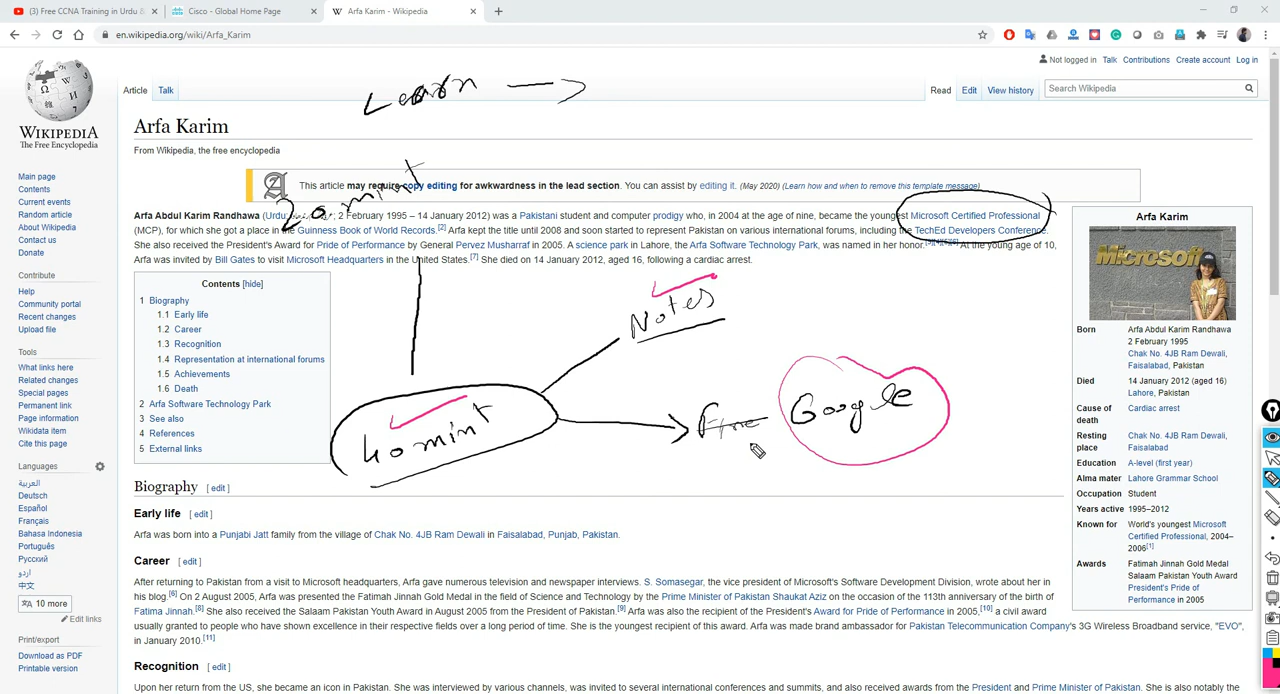 (3) Free CCNA Training in Urdu &
Cisco - Global Home Page
Arfa Karim - Wikipedia
en.wikipedia.org/wiki/Arfa_Karim
Not logged in Talk Contributions Create account Log in
Article Talk
Read Edit View history
Search Wikipedia
WIKIPEDIA
The Free Encyclopedia
Main page
Contents
Current events
Random article
About Wikipedia
Contact us
Donate
Contribute
Help
Community portal
Recent changes
Upload file
Tools
What links here
Related changes
Special pages
Permanent link
Page information
Wikidata item
Cite this page
Languages
العربية
Deutsch
Español
Français
Bahasa Indonesia
Português
Русский
اردو
中文
10 more
Edit links
Print/export
Download as PDF
Printable version
Learn
Arfa Karim
From Wikipedia, the free encyclopedia
This article may require copy editing for awkwardness in the lead section. You can assist by editing it. (May 2020) (Learn how and when to remove this template message)
20 mint
Arfa Abdul Karim Randhawa (Urdu: 2 February 1995 – 14 January 2012) was a Pakistani student and computer prodigy who, in 2004 at the age of nine, became the youngest Microsoft Certified Professional
(MCP), for which she got a place in the Guinness Book of World Records.[2] Arfa kept the title until 2008 and soon started to represent Pakistan on various international forums, including the TechEd Developers Conference.
She also received the President's Award for Pride of Performance by General Pervez Musharraf in 2005. A science park in Lahore, the Arfa Software Technology Park, was named in her honor. At the young age of 10,
Arfa was invited by Bill Gates to visit Microsoft Headquarters in the United States.[7] She died on 14 January 2012, aged 16, following a cardiac arrest.
Contents [hide]
1 Biography
1.1 Early life
1.2 Career
1.3 Recognition
1.4 Representation at international forums
1.5 Achievements
1.6 Death
2 Arfa Software Technology Park
3 See also
4 References
5 External links
Notes
40 mint
Google
Biography [ edit ]
Early life [ edit ]
Arfa was born into a Punjabi Jatt family from the village of Chak No. 4JB Ram Dewali in Faisalabad, Punjab, Pakistan.
Career [ edit ]
After returning to Pakistan from a visit to Microsoft headquarters, Arfa gave numerous television and newspaper interviews. S. Somasegar, the vice president of Microsoft's Software Development Division, wrote about her in
his blog.[6] On 2 August 2005, Arfa was presented the Fatimah Jinnah Gold Medal in the field of Science and Technology by the Prime Minister of Pakistan Shaukat Aziz on the occasion of the 113th anniversary of the birth of
Fatima Jinnah.[8] She also received the Salaam Pakistan Youth Award in August 2005 from the President of Pakistan.[9] Arfa was also the recipient of the President's Award for Pride of Performance in 2005,[10] a civil award
usually granted to people who have shown excellence in their respective fields over a long period of time. She is the youngest recipient of this award. Arfa was made brand ambassador for Pakistan Telecommunication Company's 3G Wireless Broadband service, "EVO",
in January 2010.[11]
Recognition [ edit ]
Upon her return from the US, she became an icon in Pakistan. She was interviewed by various channels, was invited to several international conferences and summits, and also received awards from the President and Prime Minister of Pakistan. She is also notably the
Arfa Karim
Microsoft
Born Arfa Abdul Karim Randhawa
2 February 1995
Chak No. 4JB Ram Dewali,
Faisalabad, Pakistan
Died 14 January 2012 (aged 16)
Lahore, Pakistan
Cause of death Cardiac arrest
Resting place Chak No. 4JB Ram Dewali,
Faisalabad, Pakistan
Education A-level (first year)
Alma mater Lahore Grammar School
Occupation Student
Years active 1995–2012
Known for World's youngest Microsoft
Certified Professional, 2004–
2006[1]
Awards Fatimah Jinnah Gold Medal
Salaam Pakistan Youth Award
President's Pride of
Performance in 2005